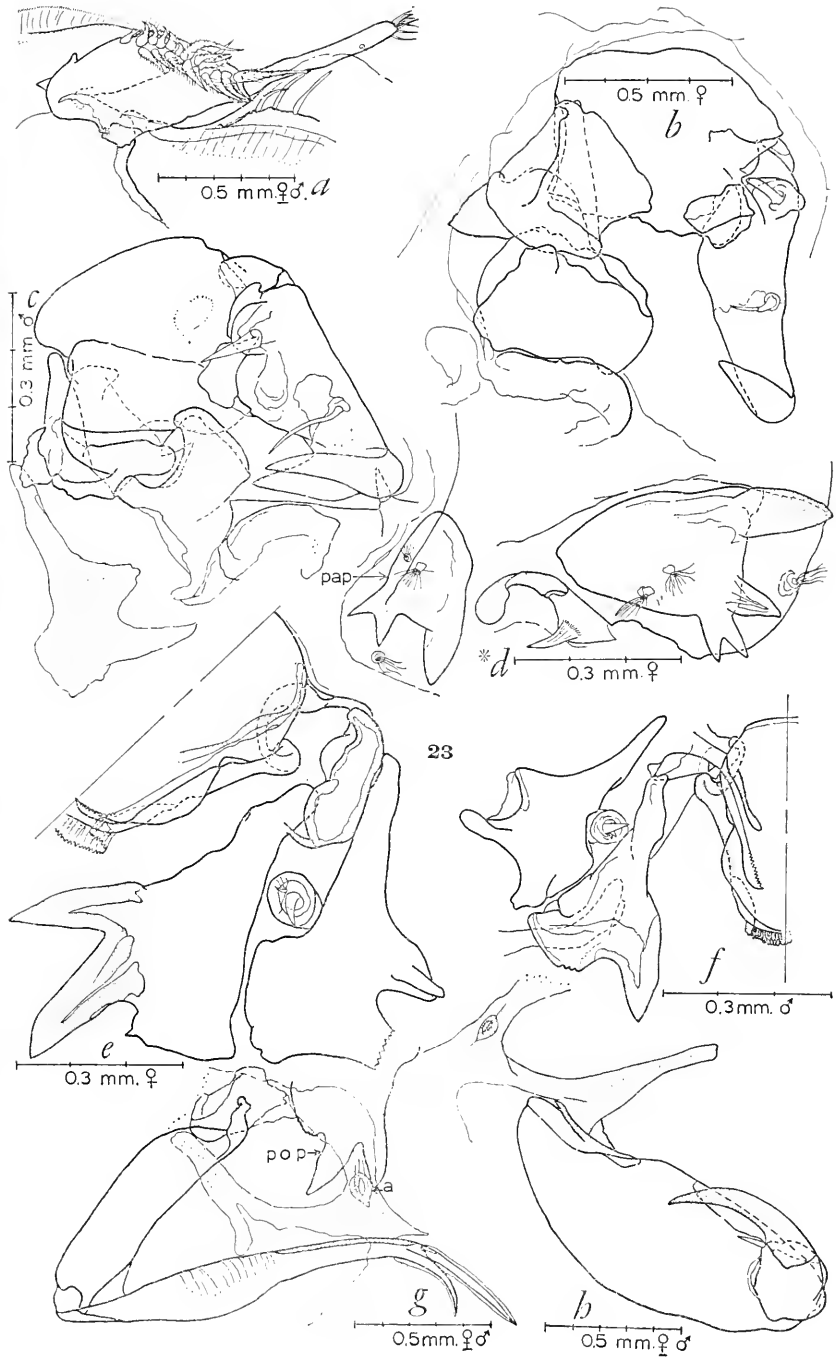 0.5 mm.♀♂.
a
0.5 mm. ♀
b
c
0.3 mm ♂
pap
*d
0.3 mm. ♀
23
e
0.3 mm. ♀
f
0.3mm. ♂
pop
a
g
0.5mm. ♀♂
h
0.5 mm. ♀♂